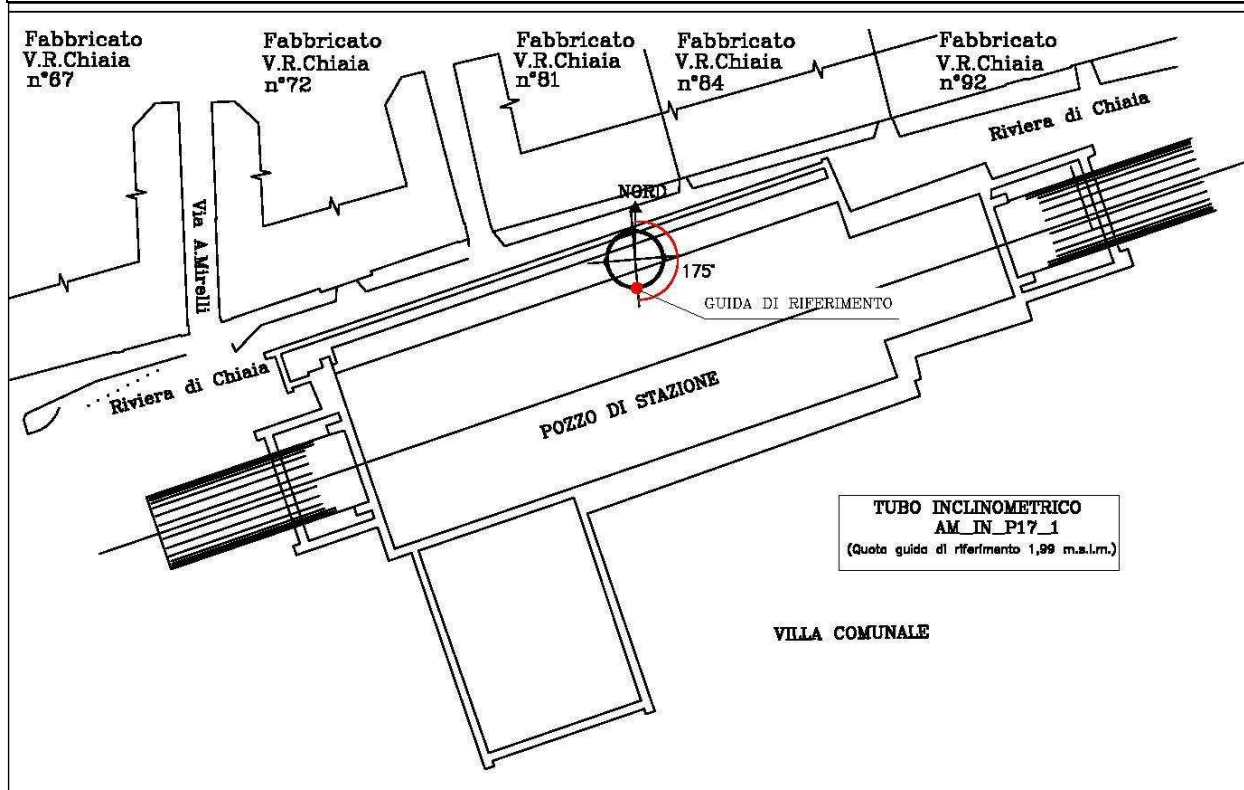 Fabbricato
V.R.Chiaia
n°67
Fabbricato
V.R.Chiaia
n°72
Fabbricato
V.R.Chiaia
n°81
Fabbricato
V.R.Chiaia
n°84
Fabbricato
V.R.Chiaia
n°92
Riviera di Chiaia
NORD
Via A.Mirelli
175°
GUIDA DI RIFERIMENTO
Riviera di Chiaia
POZZO DI STAZIONE
TUBO INCLINOMETRICO
AM_IN_P17_1
(Quota guida di riferimento 1,99 m.s.l.m.)
VILLA COMUNALE